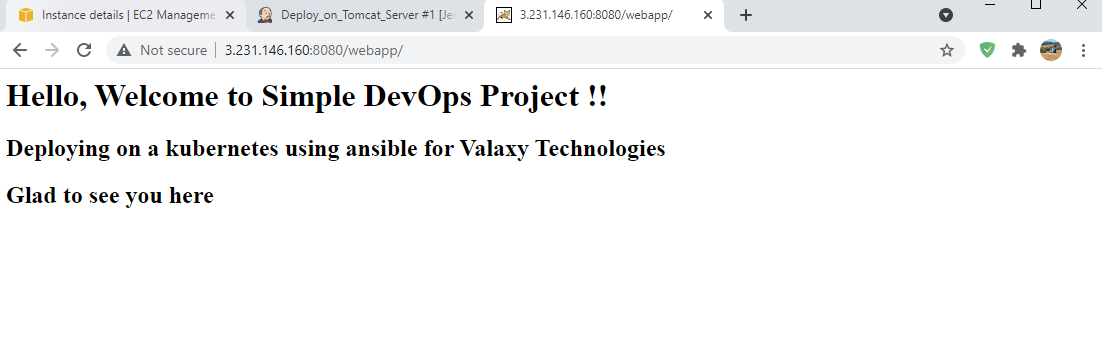 Instance details | EC2 Manageme
Deploy_on_Tomcat_Server #1 [Je
3.231.146.160:8080/webapp/
Not secure
3.231.146.160:8080/webapp/
Hello, Welcome to Simple DevOps Project !!
Deploying on a kubernetes using ansible for Valaxy Technologies
Glad to see you here